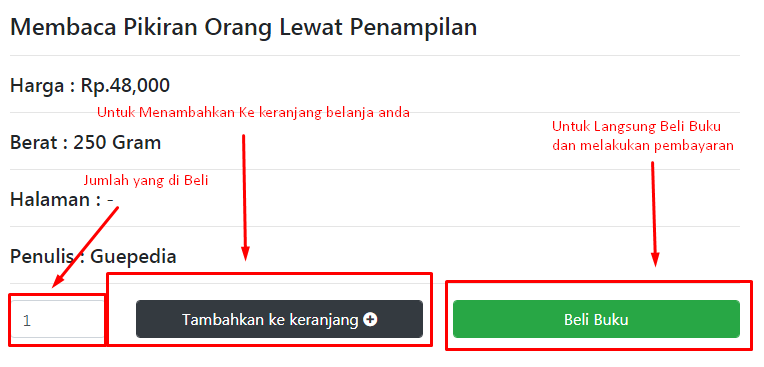 Membaca Pikiran Orang Lewat Penampilan
Harga : Rp.48,000
Untuk Menambahkan Ke keranjang belanja anda
Untuk Langsung Beli Buku
dan melakukan pembayaran
Berat : 250 Gram
Jumlah yang di Beli
Halaman : -
Penulis : Guepedia
1
Tambahkan ke keranjang
Beli Buku